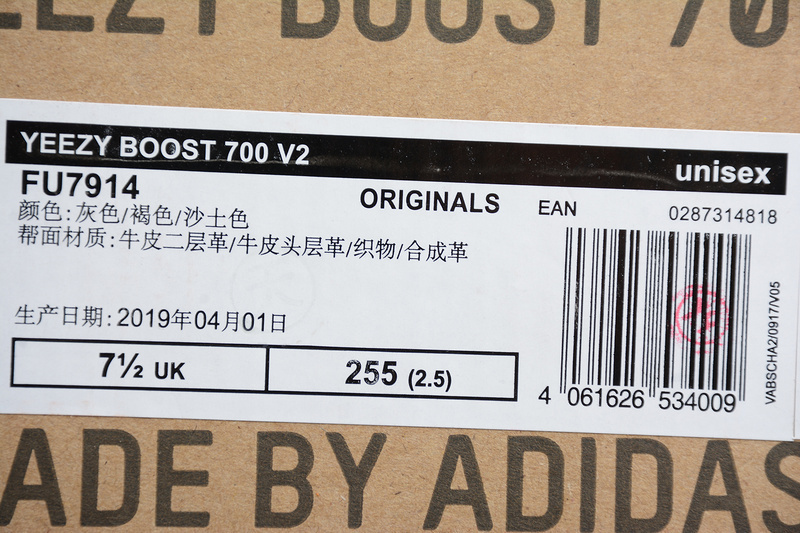 EEZY BOOST 70
YEEZY BOOST 700 V2
unisex
FU7914
ORIGINALS
EAN
0287314818
颜色:灰色/褐色/沙土色
帮面材质:牛皮二层革/牛皮头层革/织物/合成革
生产日期:2019年04月01日
7½ UK
255 (2.5)
4 061626 534009
VABSCHA2/0917/V05
ADE BY ADIDAS